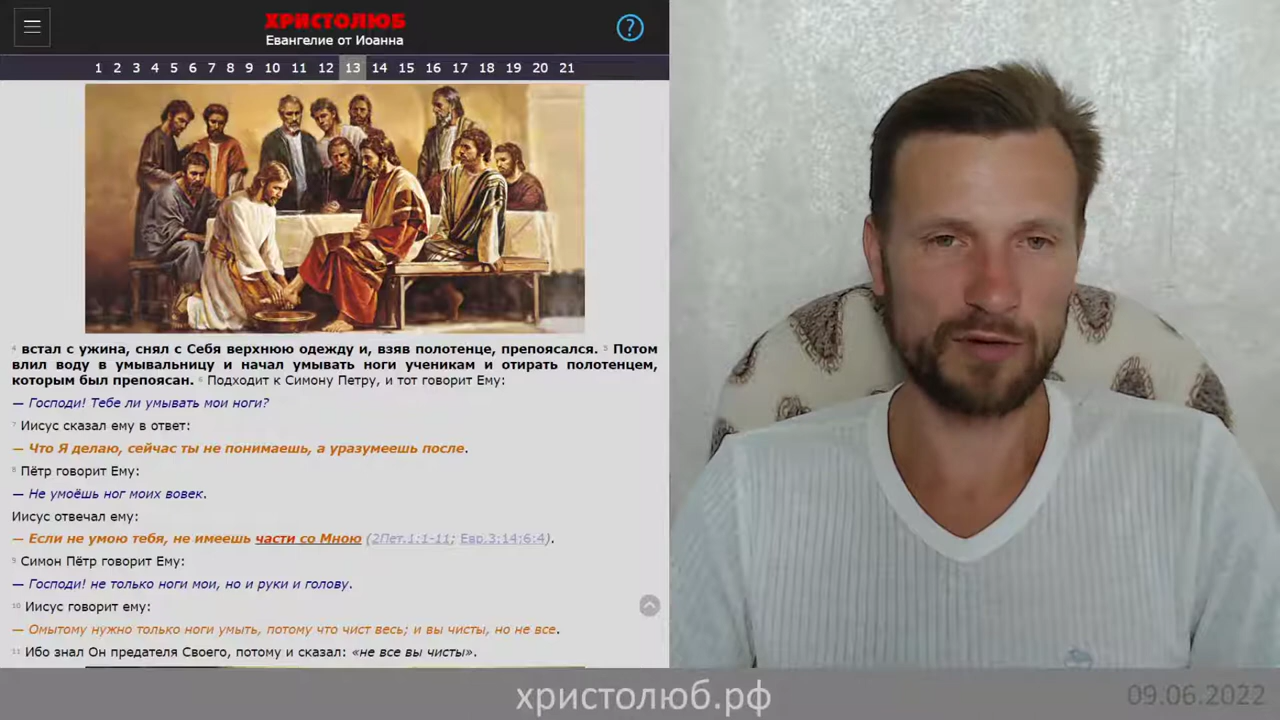 ХРИСТОЛЮБ
Евангелие от Иоанна
1 2 3 4 5 6 7 8 9 10 11 12 13 14 15 16 17 18 19 20 21
4 встал с ужина, снял с Себя верхнюю одежду и, взяв полотенце, препоясался. 5 Потом
влил воду в умывальницу и начал умывать ноги ученикам и отирать полотенцем,
которым был препоясан. 6 Подходит к Симону Петру, и тот говорит Ему:
— Господи! Тебе ли умывать мои ноги?
7 Иисус сказал ему в ответ:
— Что Я делаю, сейчас ты не понимаешь, а уразумеешь после.
8 Пётр говорит Ему:
— Не умоёшь ног моих вовек.
Иисус отвечал ему:
— Если не умою тебя, не имеешь части со Мною (2Пет.1:1-11; Евр.3:14:6:4).
9 Симон Пётр говорит Ему:
— Господи! не только ноги мои, но и руки и голову.
10 Иисус говорит ему:
— Омытому нужно только ноги умыть, потому что чист весь; и вы чисты, но не все.
11 Ибо знал Он предателя Своего, потому и сказал: «не все вы чисты».
христолюб.рф
09.06.2022